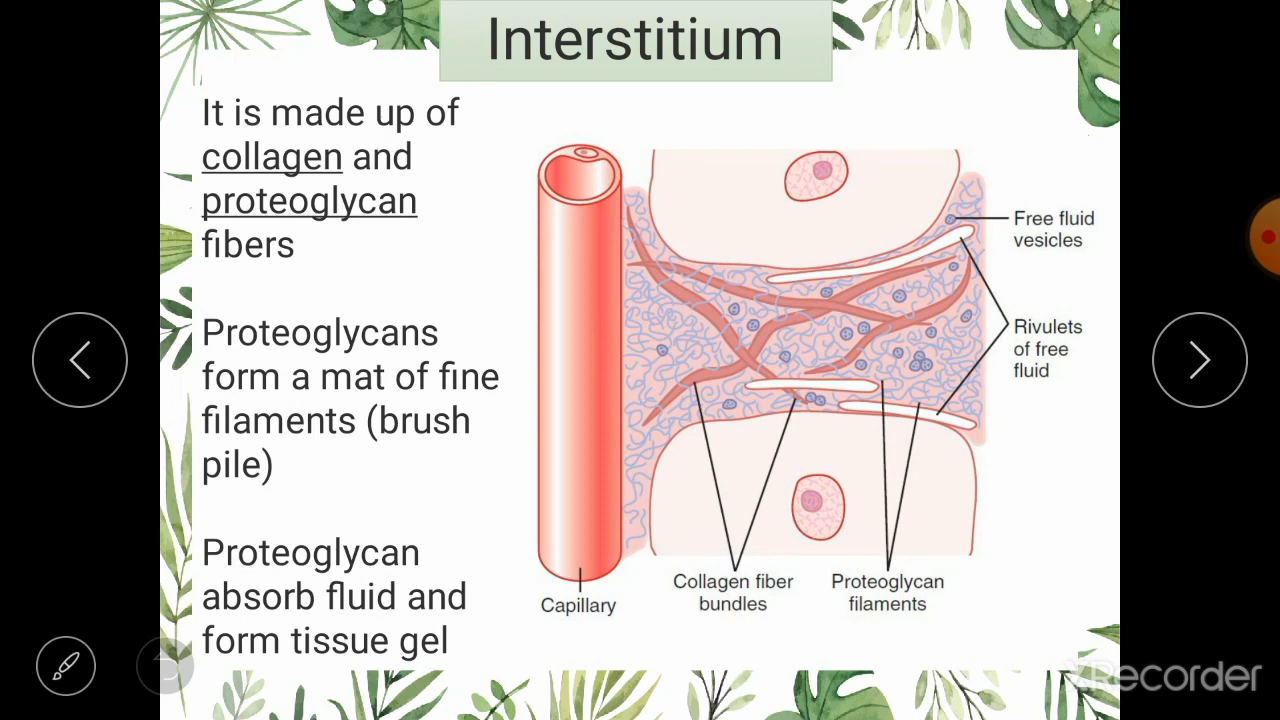 Interstitium
It is made up of
collagen and
proteoglycan
fibers
Proteoglycans
form a mat of fine
filaments (brush
pile)
Proteoglycan
absorb fluid and
form tissue gel
Free fluid
vesicles
Rivulets
of free
fluid
Capillary
Collagen fiber
bundles
Proteoglycan
filaments
XRecorder